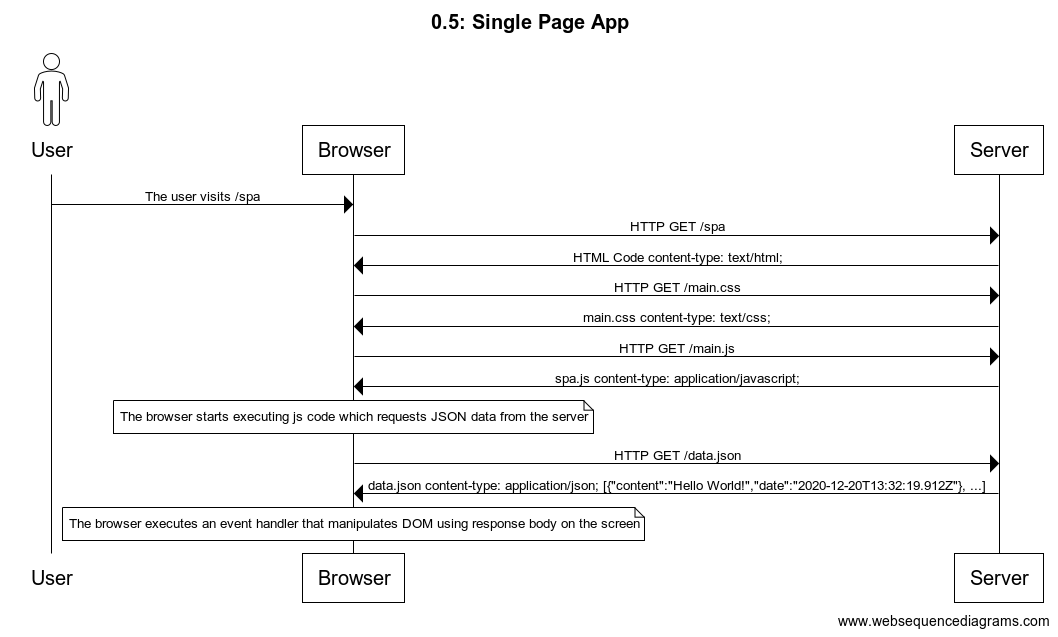 0.5: Single Page App
User
Browser
Server
The user visits /spa
HTTP GET /spa
HTML Code content-type: text/html;
HTTP GET /main.css
main.css content-type: text/css;
HTTP GET /main.js
spa.js content-type: application/javascript;
The browser starts executing js code which requests JSON data from the server
HTTP GET /data.json
data.json content-type: application/json; [{"content":"Hello World!","date":"2020-12-20T13:32:19.912Z"}, ...]
The browser executes an event handler that manipulates DOM using response body on the screen
User
Browser
Server
www.websequencediagrams.com